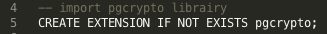 4 -- import pgcrypto librairy
5 CREATE EXTENSION IF NOT EXISTS pgcrypto;